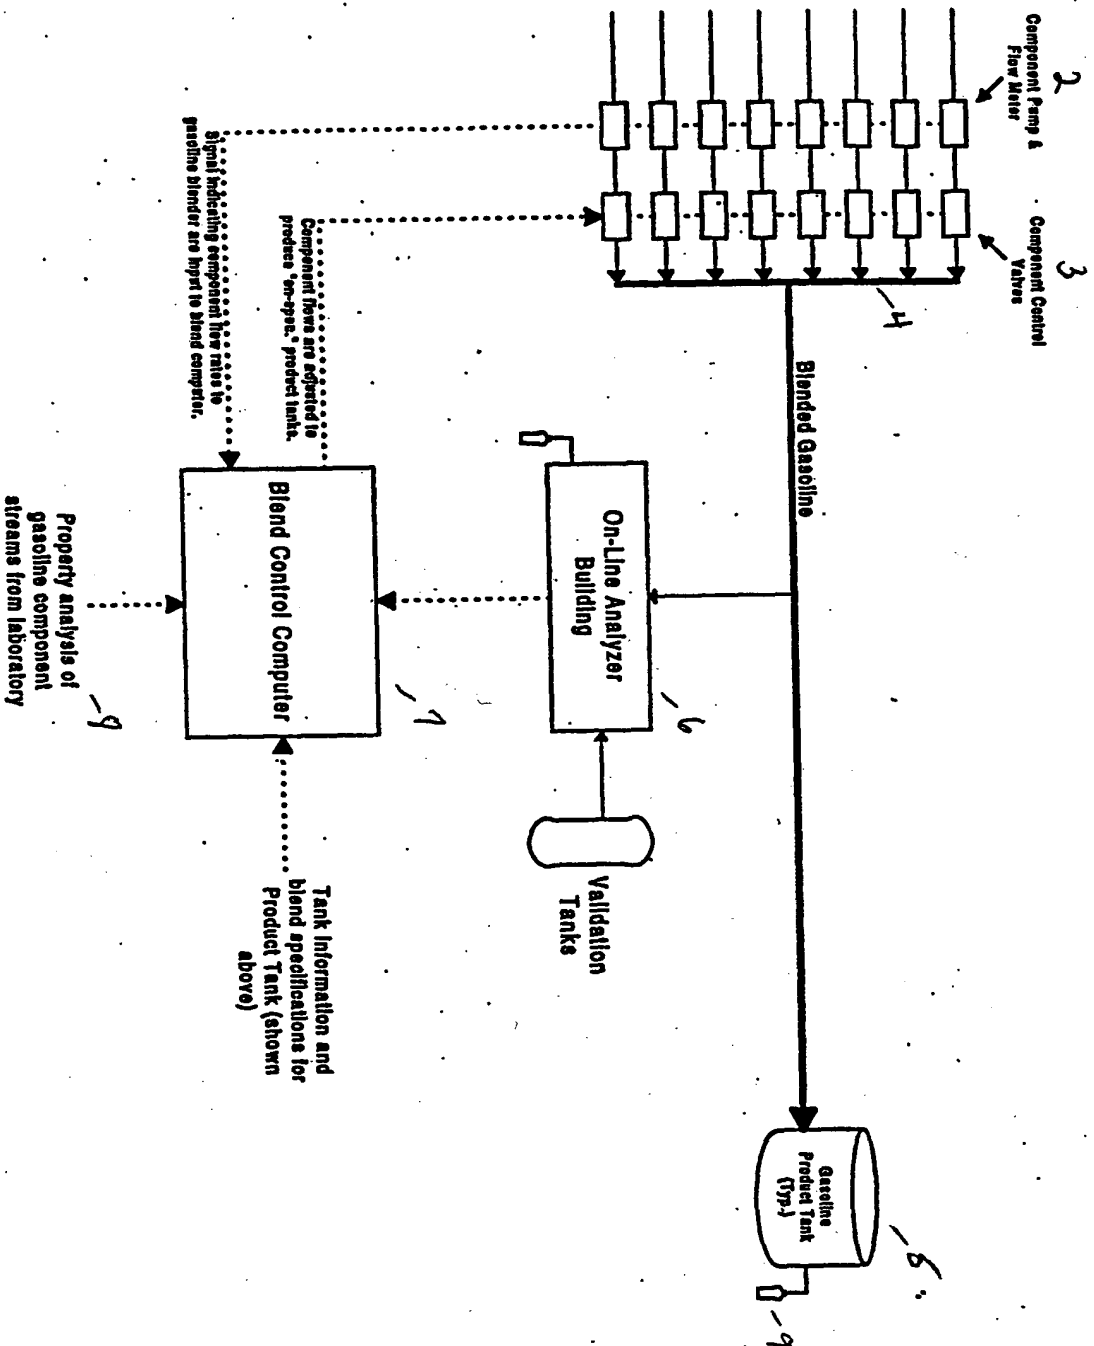 2
Component Pump &
Flow Meter
3
Component Control
Valves
4
Blended Gasoline
Gasoline
Product Tank
(Typ.)
9
On-Line Analyzer
Building
6
Validation
Tanks
Component flows are adjusted to
produce "on-spec." product tanks.
Signal indicating component flow rates to
gasoline blender are input to blend computer.
Blend Control Computer
7
Tank information and
blend specifications for
Product Tank (shown
above)
Property analysis of
gasoline component
streams from laboratory